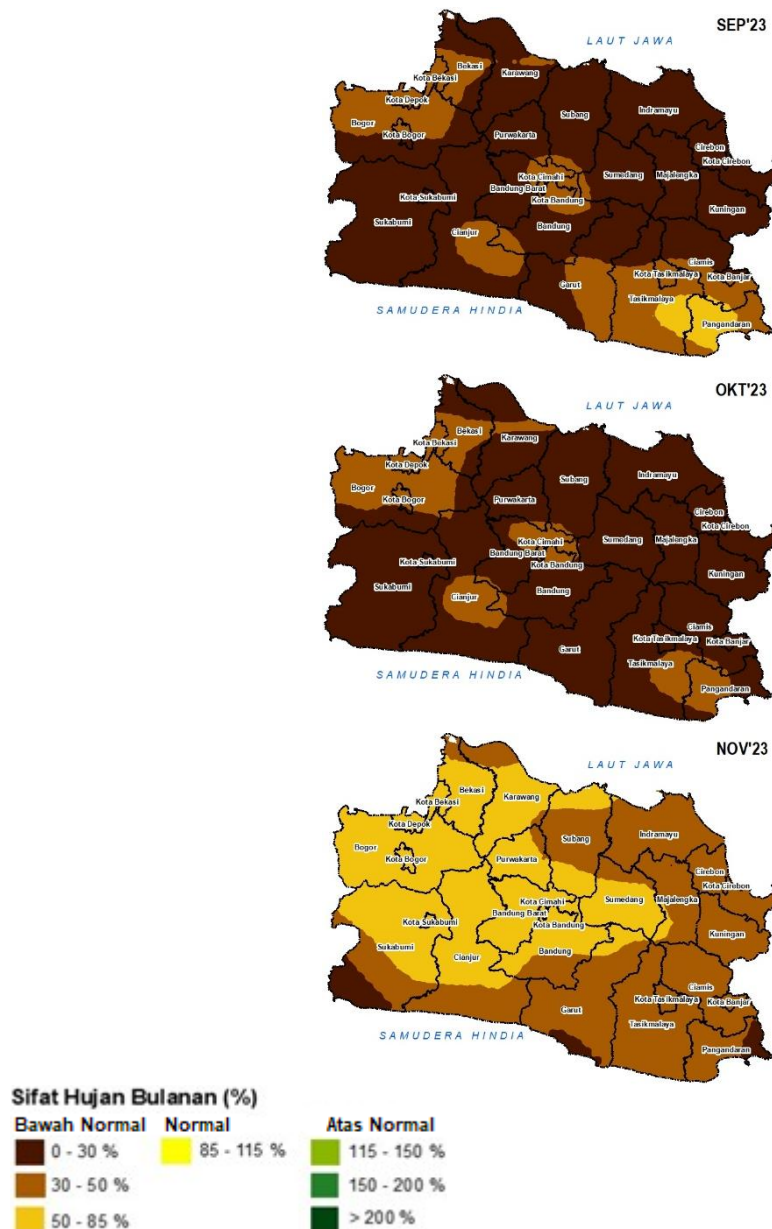 SEP'23
LAUT JAWA
Bekasi
Kota Bekasi
Karawang
Kota Depok
Subang
Indramayu
Bogor
Kota Bogor
Purwakarta
Cirebon
Kota Cirebon
Kota Cimahi
Sumedang
Majalengka
Bandung Barat
Kota Sukabumi
Kota Bandung
Kuningan
Sukabumi
Cianjur
Bandung
Ciamis
Kota Tasikmalaya
Kota Banjar
Garut
Tasikmalaya
SAMUDERA HINDIA
Pangandaran
OKT'23
LAUT JAWA
Bekasi
Kota Bekasi
Karawang
Kota Depok
Subang
Indramayu
Bogor
Kota Bogor
Purwakarta
Cirebon
Kota Cirebon
Kota Cimahi
Sumedang
Majalengka
Bandung Barat
Kota Sukabumi
Kota Bandung
Kuningan
Sukabumi
Cianjur
Bandung
Ciamis
Kota Tasikmalaya
Kota Banjar
Garut
Tasikmalaya
SAMUDERA HINDIA
Pangandaran
NOV'23
LAUT JAWA
Bekasi
Kota Bekasi
Karawang
Kota Depok
Subang
Indramayu
Bogor
Kota Bogor
Purwakarta
Cirebon
Kota Cirebon
Kota Cimahi
Sumedang
Majalengka
Bandung Barat
Kota Sukabumi
Kota Bandung
Kuningan
Sukabumi
Cianjur
Bandung
Ciamis
Kota Tasikmalaya
Kota Banjar
Garut
Tasikmalaya
SAMUDERA HINDIA
Pangandaran
Sifat Hujan Bulanan (%)
Bawah Normal Normal Atas Normal
0 - 30 % 85 - 115 % 115 - 150 %
30 - 50 % 150 - 200 %
50 - 85 % > 200 %